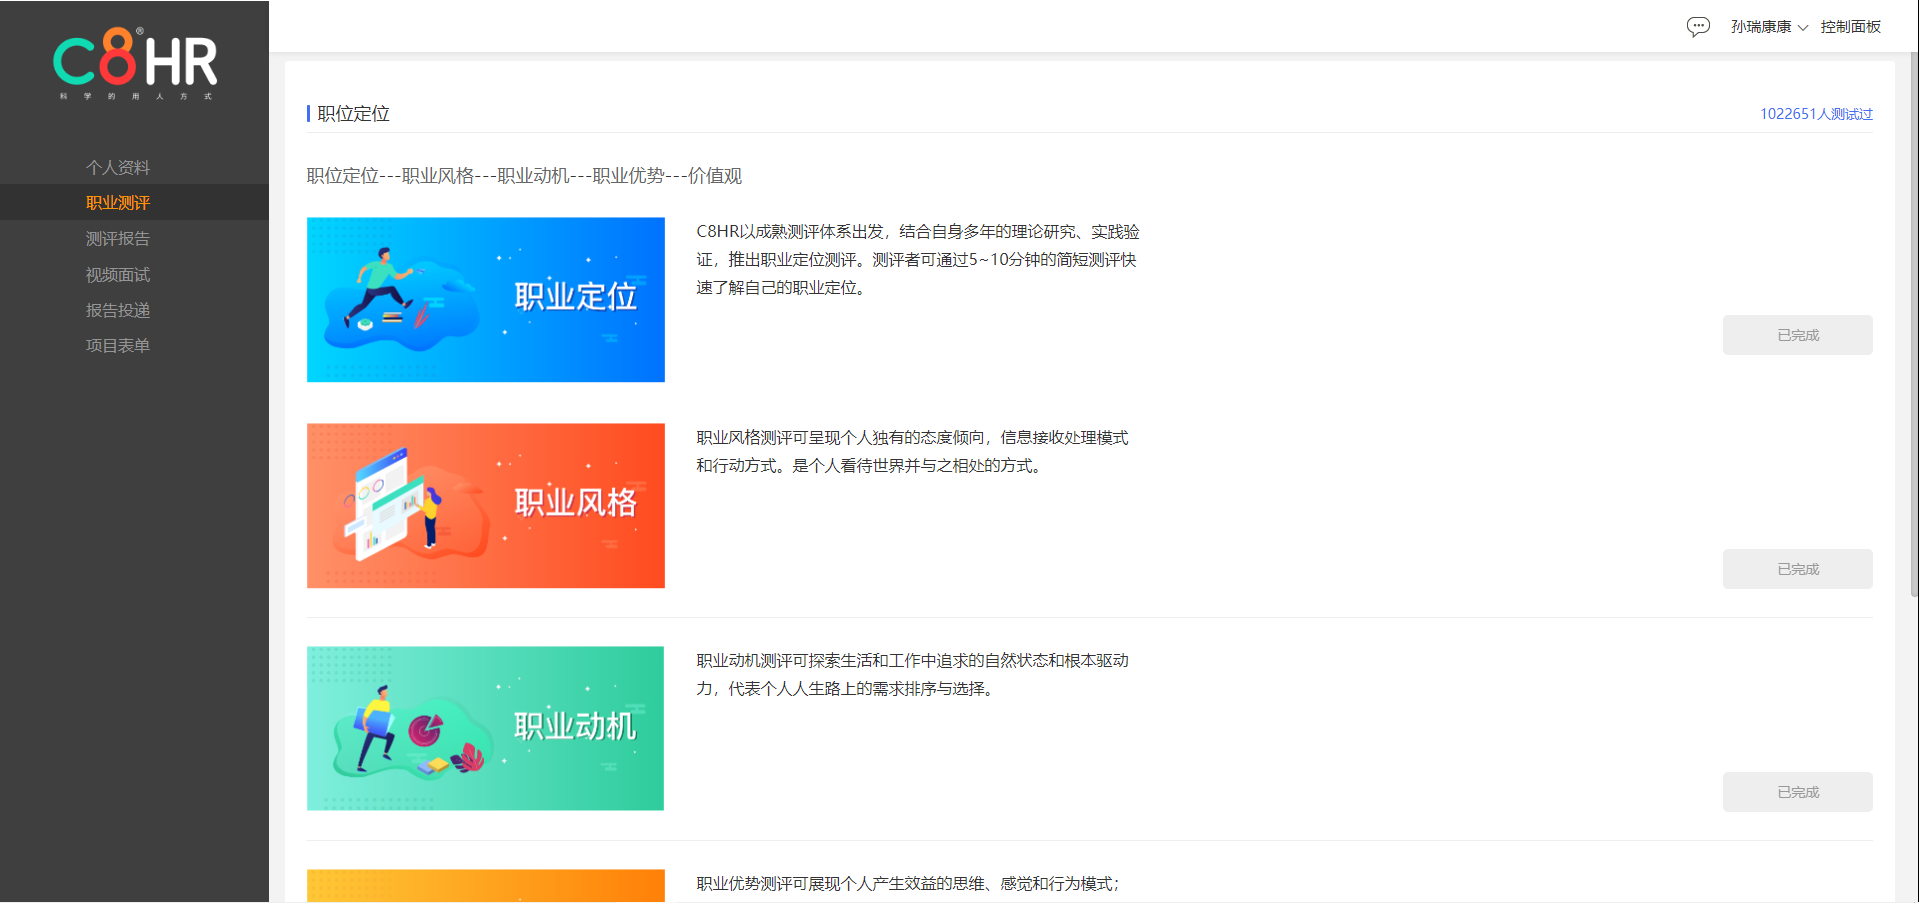 C8HR®
科学的用人方式
孙瑞康康
控制面板
个人资料
职业测评
测评报告
视频面试
报告投递
项目表单
职位定位
1022651人测试过
职位定位---职业风格---职业动机---职业优势---价值观
职业定位
C8HR以成熟测评体系出发，结合自身多年的理论研究、实践验
证，推出职业定位测评。测评者可通过5~10分钟的简短测评快
速了解自己的职业定位。
已完成
职业风格
职业风格测评可呈现个人独有的态度倾向，信息接收处理模式
和行动方式。是个人看待世界并与之相处的方式。
已完成
职业动机
职业动机测评可探索生活和工作中追求的自然状态和根本驱动
力，代表个人人生路上的需求排序与选择。
已完成
职业优势测评可展现个人产生效益的思维、感觉和行为模式；